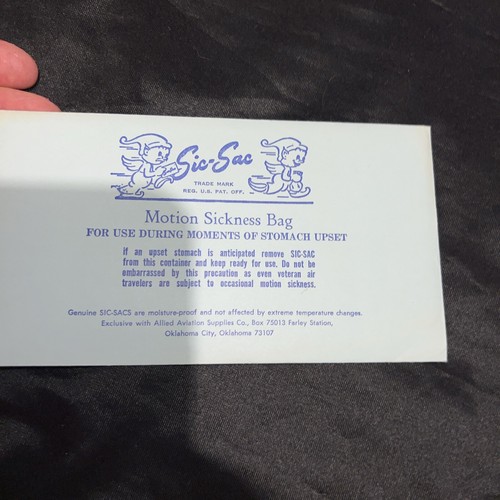 Sic-Sac
TRADE MARK
REG. U.S. PAT. OFF.
Motion Sickness Bag
FOR USE DURING MOMENTS OF STOMACH UPSET
If an upset stomach is anticipated remove SIC-SAC
from this container and keep ready for use. Do not be
embarrassed by this precaution as even veteran air
travelers are subject to occasional motion sickness.
Genuine SIC-SACS are moisture-proof and not affected by extreme temperature changes.
Exclusive with Allied Aviation Supplies Co., Box 75013 Farley Station,
Oklahoma City, Oklahoma 73107